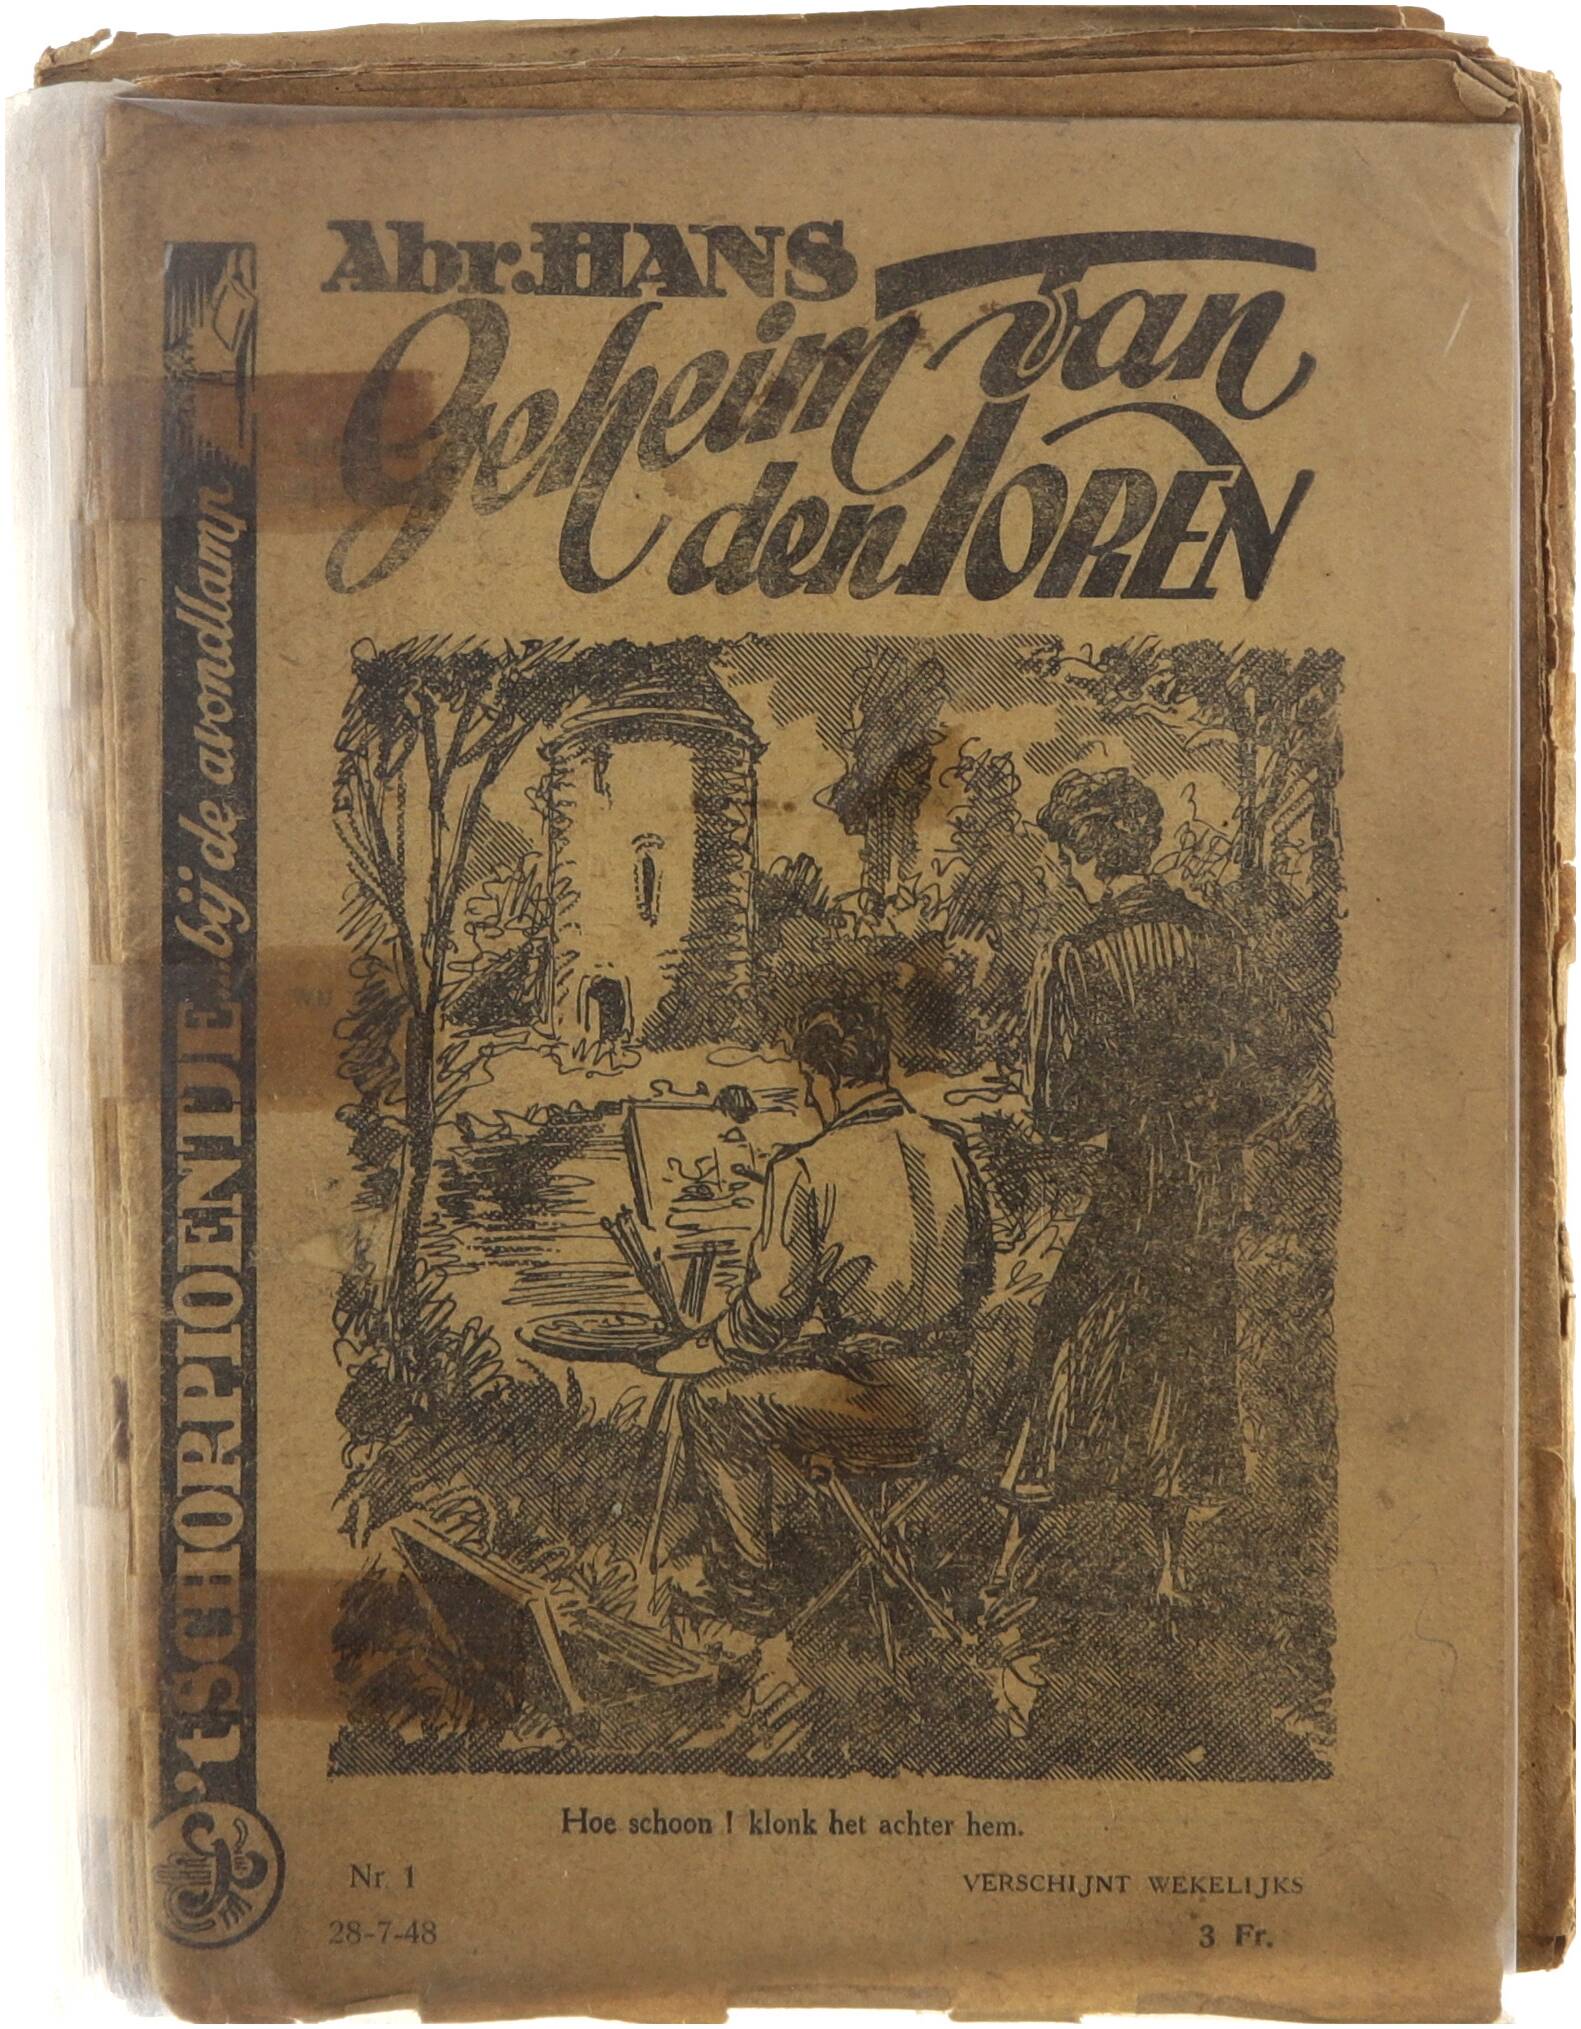 Abr. HANS
Geheim van
den TOREN
'tSCHORPIOENTJE...bij de avondlamp
Hoe schoon ! klonk het achter hem.
Nr. 1
VERSCHIJNT WEKELIJKS
28-7-48
3 Fr.